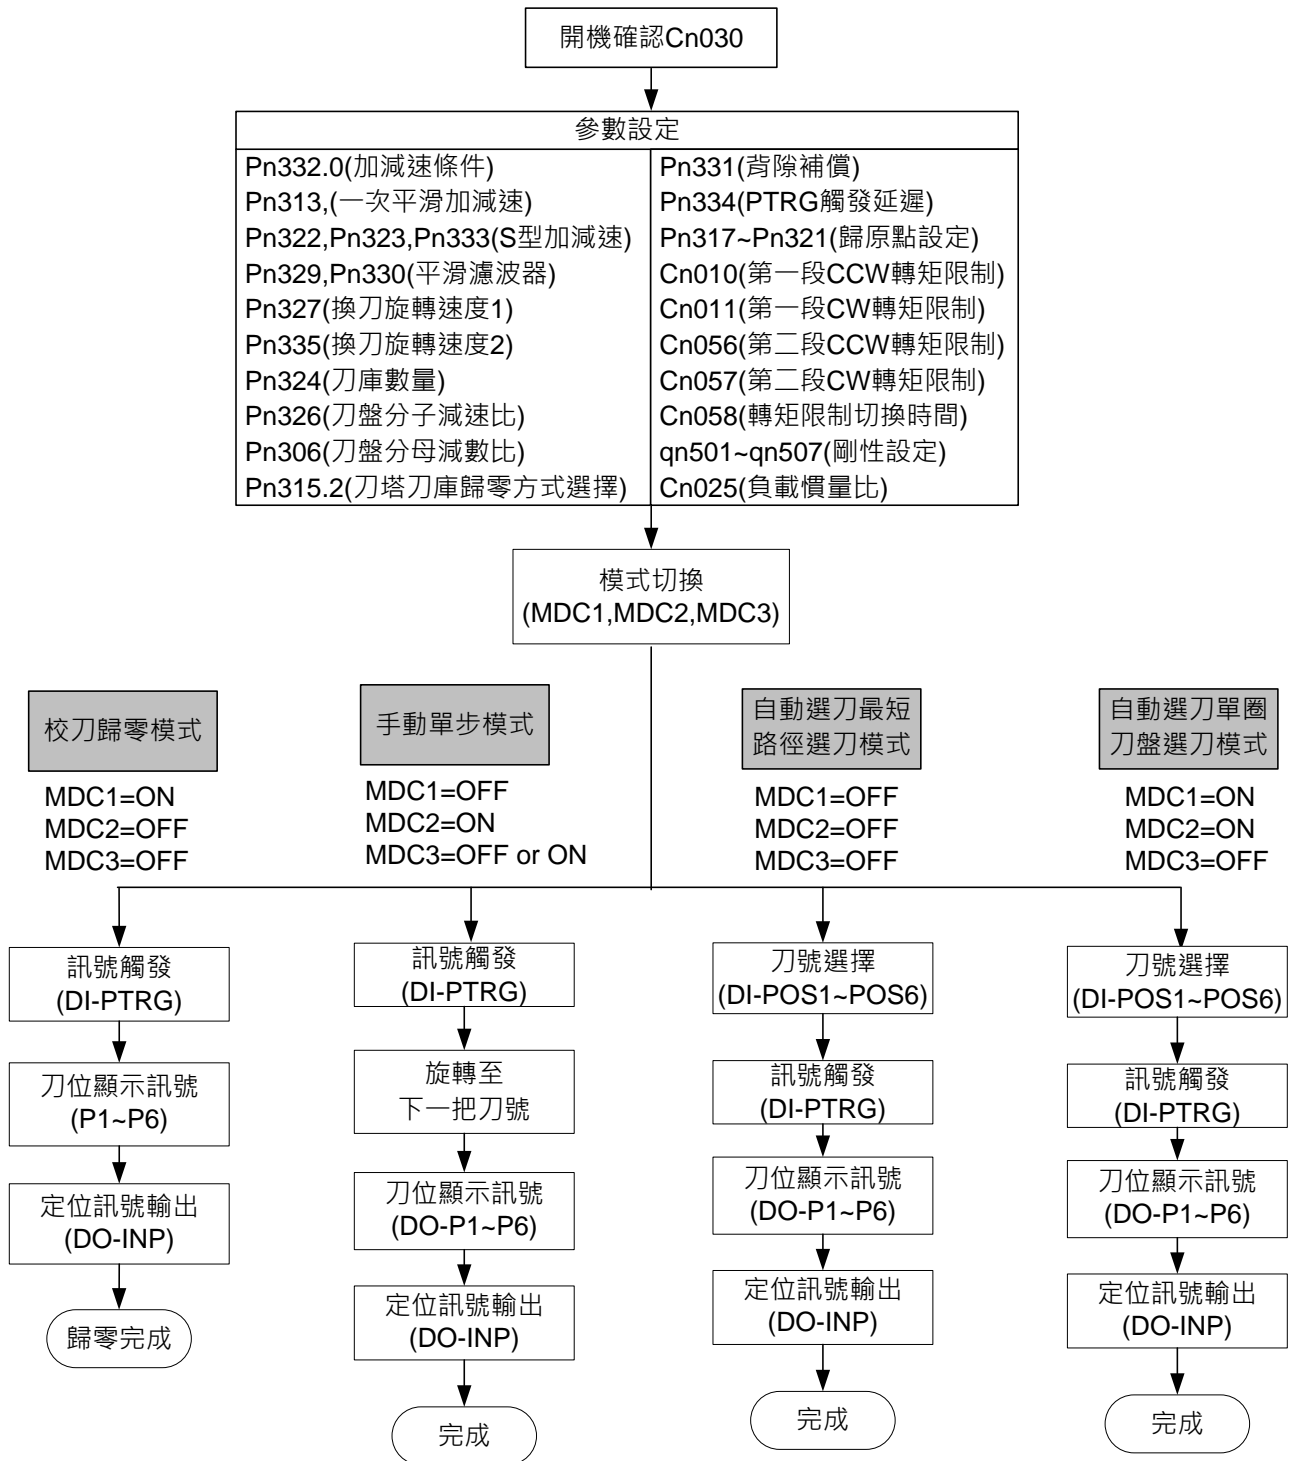 開機確認Cn030
參數設定
Pn332.0(加減速條件)
Pn313,(一次平滑加減速)
Pn322,Pn323,Pn333(S型加減速)
Pn329,Pn330(平滑濾波器)
Pn327(換刀旋轉速度1)
Pn335(換刀旋轉速度2)
Pn324(刀庫數量)
Pn326(刀盤分子減速比)
Pn306(刀盤分母減數比)
Pn315.2(刀塔刀庫歸零方式選擇)
Pn331(背隙補償)
Pn334(PTRG觸發延遲)
Pn317~Pn321(歸原點設定)
Cn010(第一段CCW轉矩限制)
Cn011(第一段CW轉矩限制)
Cn056(第二段CCW轉矩限制)
Cn057(第二段CW轉矩限制)
Cn058(轉矩限制切換時間)
qn501~qn507(剛性設定)
Cn025(負載慣量比)
模式切換
(MDC1,MDC2,MDC3)
校刀歸零模式
MDC1=ON
MDC2=OFF
MDC3=OFF
訊號觸發
(DI-PTRG)
刀位顯示訊號
(P1~P6)
定位訊號輸出
(DO-INP)
歸零完成
手動單步模式
MDC1=OFF
MDC2=ON
MDC3=OFF or ON
訊號觸發
(DI-PTRG)
旋轉至
下一把刀號
刀位顯示訊號
(DO-P1~P6)
定位訊號輸出
(DO-INP)
完成
自動選刀最短
路徑選刀模式
MDC1=OFF
MDC2=OFF
MDC3=OFF
刀號選擇
(DI-POS1~POS6)
訊號觸發
(DI-PTRG)
刀位顯示訊號
(DO-P1~P6)
定位訊號輸出
(DO-INP)
完成
自動選刀單圈
刀盤選刀模式
MDC1=ON
MDC2=ON
MDC3=OFF
刀號選擇
(DI-POS1~POS6)
訊號觸發
(DI-PTRG)
刀位顯示訊號
(DO-P1~P6)
定位訊號輸出
(DO-INP)
完成